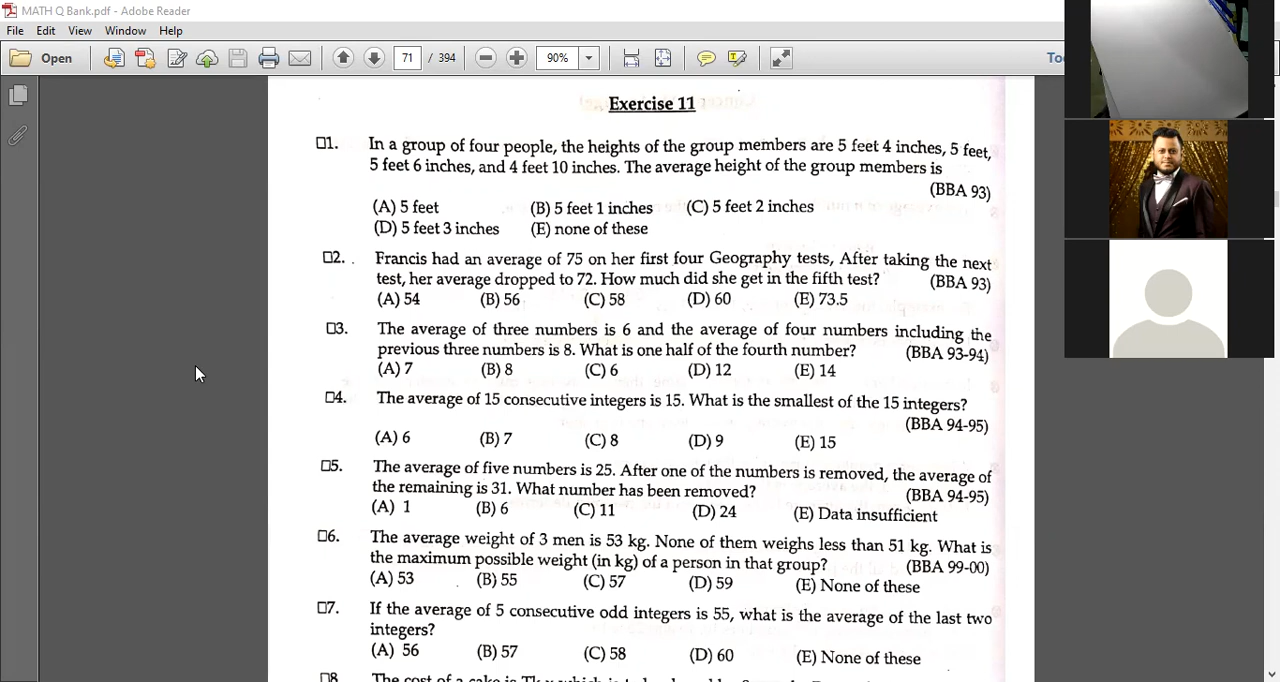 MATH Q Bank.pdf - Adobe Reader
File Edit View Window Help
Open 71 / 394 90%
Exercise 11
1. In a group of four people, the heights of the group members are 5 feet 4 inches, 5 feet,
5 feet 6 inches, and 4 feet 10 inches. The average height of the group members is
(BBA 93)
(A) 5 feet (B) 5 feet 1 inches (C) 5 feet 2 inches
(D) 5 feet 3 inches (E) none of these
2. Francis had an average of 75 on her first four Geography tests, After taking the next
test, her average dropped to 72. How much did she get in the fifth test? (BBA 93)
(A) 54 (B) 56 (C) 58 (D) 60 (E) 73.5
3. The average of three numbers is 6 and the average of four numbers including the
previous three numbers is 8. What is one half of the fourth number? (BBA 93-94)
(A) 7 (B) 8 (C) 6 (D) 12 (E) 14
4. The average of 15 consecutive integers is 15. What is the smallest of the 15 integers?
(BBA 94-95)
(A) 6 (B) 7 (C) 8 (D) 9 (E) 15
5. The average of five numbers is 25. After one of the numbers is removed, the average of
the remaining is 31. What number has been removed? (BBA 94-95)
(A) 1 (B) 6 (C) 11 (D) 24 (E) Data insufficient
6. The average weight of 3 men is 53 kg. None of them weighs less than 51 kg. What is
the maximum possible weight (in kg) of a person in that group? (BBA 99-00)
(A) 53 (B) 55 (C) 57 (D) 59 (E) None of these
7. If the average of 5 consecutive odd integers is 55, what is the average of the last two
integers?
(A) 56 (B) 57 (C) 58 (D) 60 (E) None of these